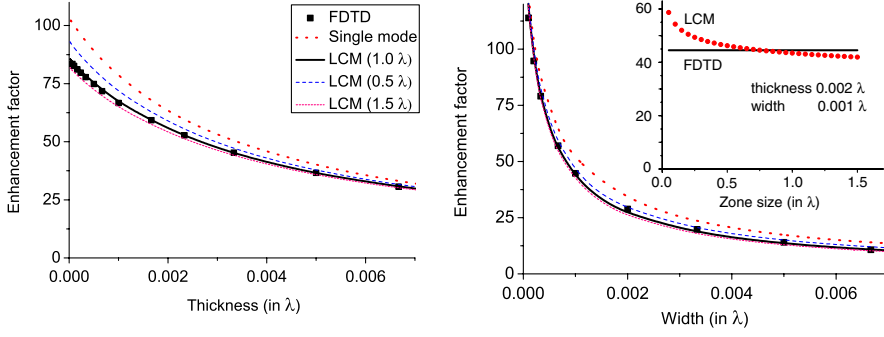 Enhancement factor
100
75
50
25
0
0.000
0.002
0.004
0.006
Thickness (in λ)
FDTD
Single mode
LCM (1.0 λ)
LCM (0.5 λ)
LCM (1.5 λ)
Enhancement factor
100
75
50
25
0
0.000
0.002
0.004
0.006
Width (in λ)
60
40
20
0
0.0
0.5
1.0
1.5
Zone size (in λ)
LCM
FDTD
thickness 0.002 λ
width 0.001 λ